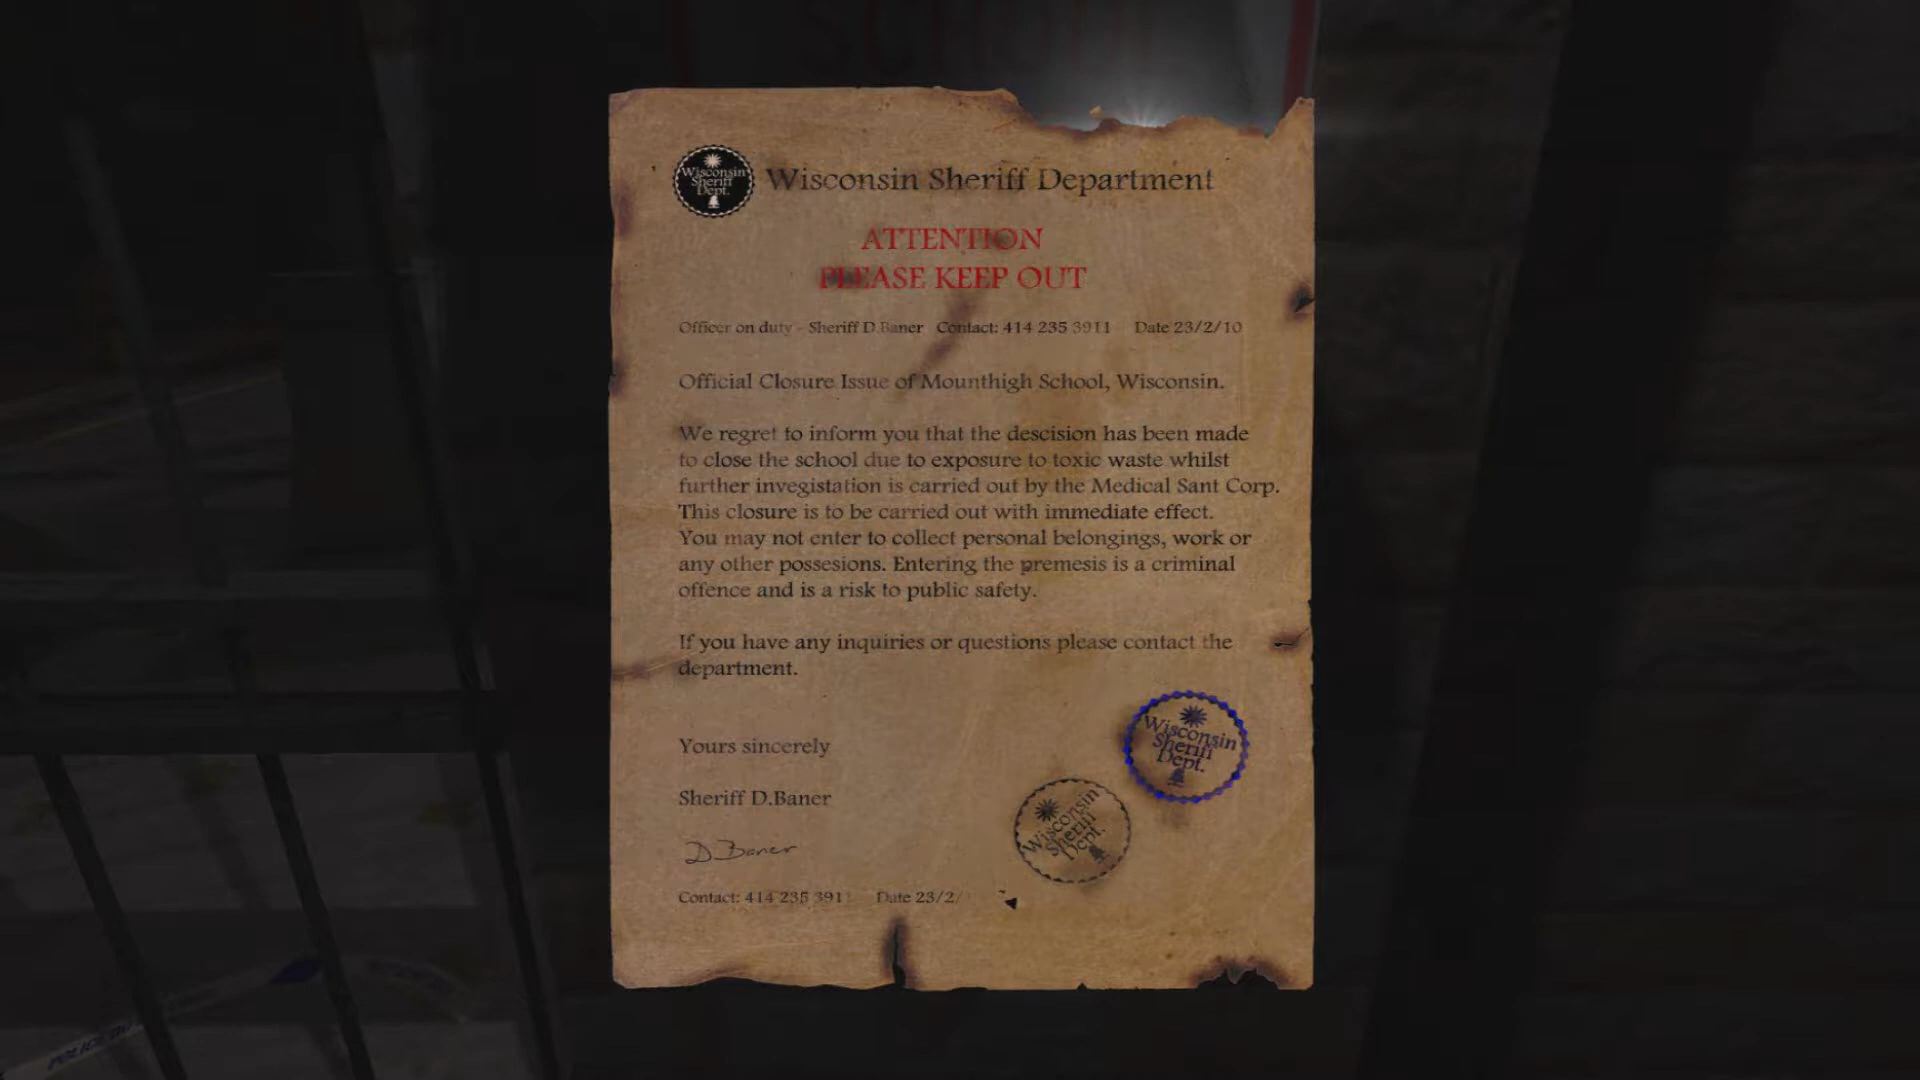 SCHOOL
Wisconsin
Sheriff
Dept.
Wisconsin Sheriff Department
ATTENTION
PLEASE KEEP OUT
Officer on duty - Sheriff D.Baner Contact: 414 235 3911 Date 23/2/10
Official Closure Issue of Mounthigh School, Wisconsin.
We regret to inform you that the descision has been made
to close the school due to exposure to toxic waste whilst
further invegistation is carried out by the Medical Sant Corp.
This closure is to be carried out with immediate effect.
You may not enter to collect personal belongings, work or
any other possesions. Entering the premesis is a criminal
offence and is a risk to public safety.
If you have any inquiries or questions please contact the
department.
Yours sincerely
Wisconsin
Sheriff
Dept.
Sheriff D.Baner
Wisconsin
Sheriff
Dept.
D Baner
Contact: 414 235 391 Date 23/2/
POLICE